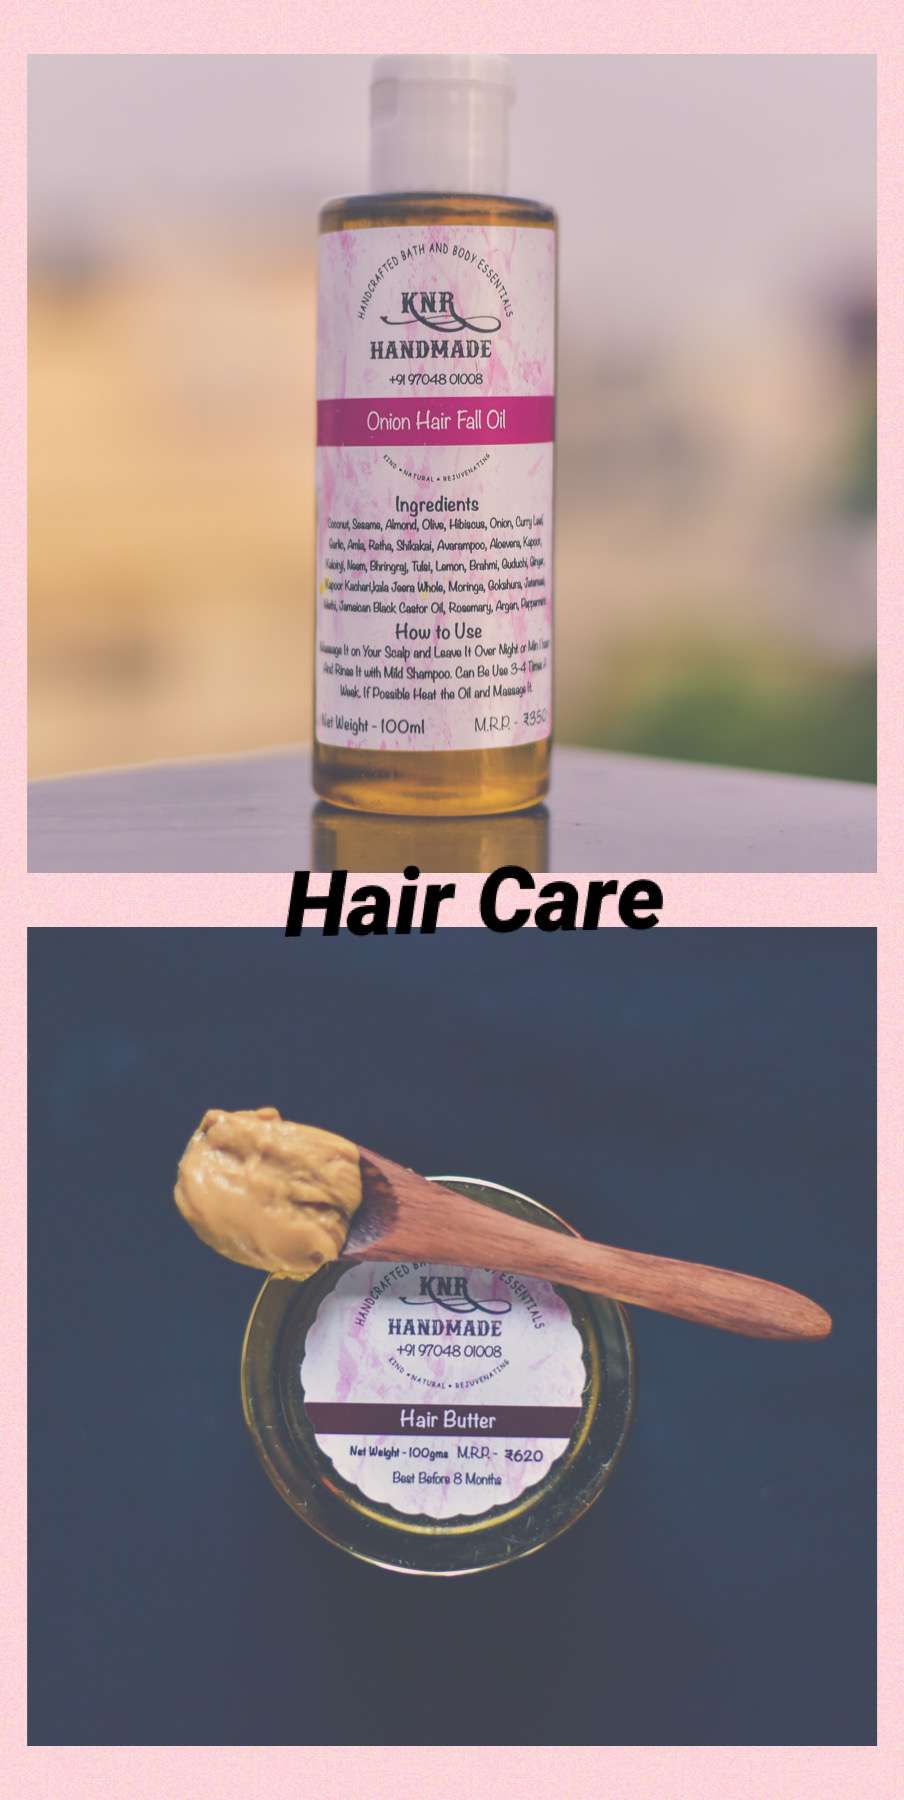 HANDCRAFTED BATH AND BODY ESSENTIALS
KNR
HANDMADE
+91 97048 01008
Onion Hair Fall Oil
KIND • NATURAL • REJUVENATING
Ingredients
Coconut, Sesame, Almond, Olive, Hibiscus, Onion, Curry Leaf,
Garlic, Amla, Retha, Shikakai, Avarampoo, Aloevera, Kapoor,
Kalonji, Neem, Bhringraj, Tulsi, Lemon, Brahmi, Guduchi, Ginger,
Kapoor Kachari,kala Jeera Whole, Moringa, Gokshura,
Methi, Jamaican Black Castor Oil, Rosemary, Argan, Peppermint
How to Use
Massage It on Your Scalp and Leave It Over Night or Min 1 hour
And Rinse It with Mild Shampoo. Can Be Use 3-4 Times A
Week. If Possible Heat the Oil and Massage It.
Net Weight - 100ml M.R.P. - ₹350
Hair Care
HANDCRAFTED ESSENTIALS
KNR
HANDMADE
+91 97048 01008
KIND • NATURAL • REJUVENATING
Hair Butter
Net Weight - 100gms M.R.P. - ₹620
Best Before 8 Months